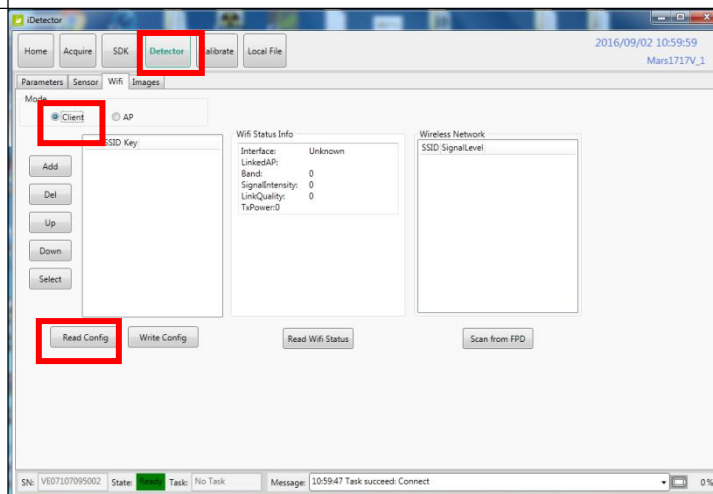 iDetector
Home Acquire SDK Detector Calibrate Local File
2016/09/02 10:59:59
Mars1717V_1
Parameters Sensor Wifi Images
Mode
Client AP
SSID Key
Add
Del
Up
Down
Select
Wifi Status Info
Interface: Unknown
LinkedAP:
Band: 0
SignalIntensity: 0
LinkQuality: 0
TxPower:0
Wireless Network
SSID SignalLevel
Read Config Write Config Read Wifi Status Scan from FPD
SN: VE07107095002 State: Ready Task: No Task Message: 10:59:47 Task succeed: Connect 0%